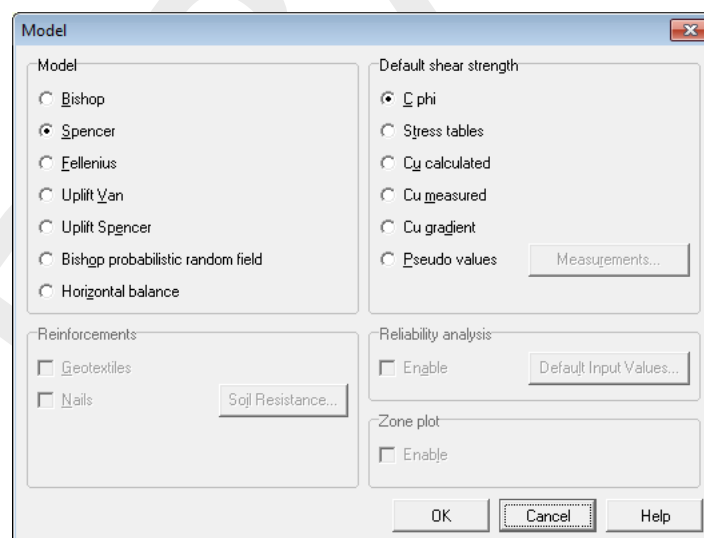 Model
Model
Bishop
Spencer
Fellenius
Uplift Van
Uplift Spencer
Bishop probabilistic random field
Horizontal balance
Default shear strength
C phi
Stress tables
Cu calculated
Cu measured
Cu gradient
Pseudo values
Measurements...
Reinforcements
Geotextiles
Nails
Soil Resistance...
Reliability analysis
Enable
Default Input Values...
Zone plot
Enable
OK
Cancel
Help